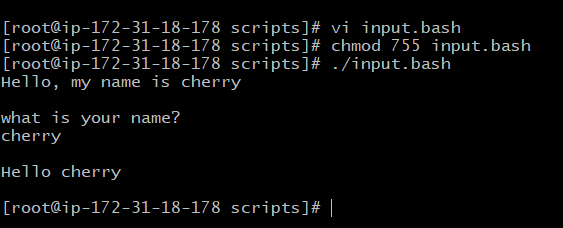 [root@ip-172-31-18-178 scripts]# vi input.bash
[root@ip-172-31-18-178 scripts]# chmod 755 input.bash
[root@ip-172-31-18-178 scripts]# ./input.bash
Hello, my name is cherry
what is your name?
cherry
Hello cherry
[root@ip-172-31-18-178 scripts]#